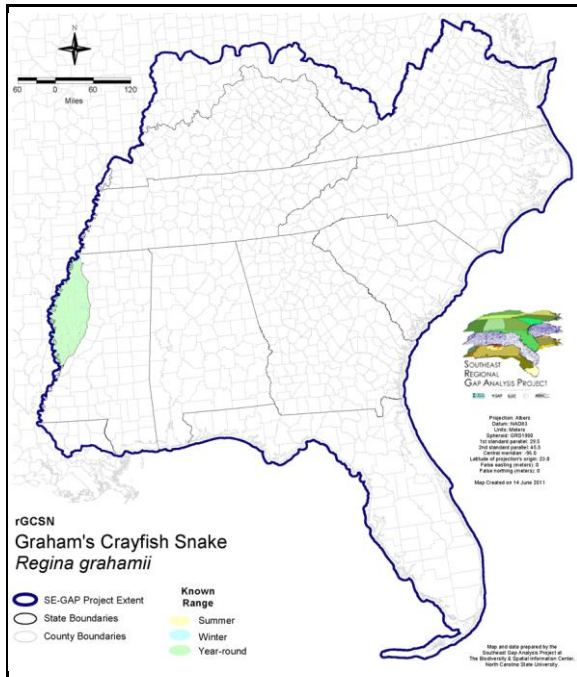 N
60 0 60 120
Miles
SOUTHEAST
REGIONAL
GAP ANALYSIS PROJECT
Projection: Albers
Datum: NAD83
Units: Meters
Spheroid: GRS1980
1st standard parallel: 29.5
2nd standard parallel: 45.5
Central meridian: -96.0
Latitude of projection's origin: 23.0
False easting (meters): 0
False northing (meters): 0
Map Created on 14 June 2011
rGCSN
Graham's Crayfish Snake
Regina grahamii
SE-GAP Project Extent
State Boundaries
County Boundaries
Known
Range
Summer
Winter
Year-round
Map and data prepared by the
Southeast Gap Analysis Project at
The Biodiversity & Spatial Information Center,
North Carolina State University.